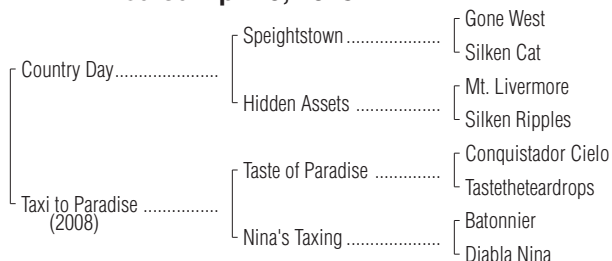 Gone West
Speightstown
Silken Cat
Country Day
Mt. Livermore
Hidden Assets
Silken Ripples
Conquistador Cielo
Taste of Paradise
Tastetheteardrops
Taxi to Paradise
(2008)
Batonnier
Nina's Taxing
Diabla Nina